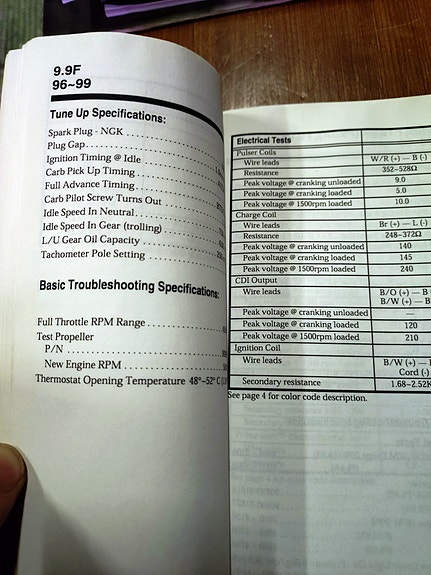 9.9F
96~99
Tune Up Specifications:
Spark Plug - NGK
Plug Gap
Ignition Timing @ Idle
Carb Pick Up Timing
Full Advance Timing
Carb Pilot Screw Turns Out
Idle Speed In Neutral
Idle Speed In Gear (trolling)
L/U Gear Oil Capacity
Tachometer Pole Setting
Basic Troubleshooting Specifications:
Full Throttle RPM Range
Test Propeller
P/N
New Engine RPM
Thermostat Opening Temperature 48°~52° C
Electrical Tests
Pulser Coils
Wire leads W/R (+) — B (-)
Resistance 352~528Ω
Peak voltage @ cranking unloaded 9.0
Peak voltage @ cranking loaded 5.0
Peak voltage @ 1500rpm loaded 10.0
Charge Coil
Wire leads Br (+) — L (-)
Resistance 248~372Ω
Peak voltage @ cranking unloaded 140
Peak voltage @ cranking loaded 145
Peak voltage @ 1500rpm loaded 240
CDI Output
Wire leads B/O (+) — B
B/W (+) — B
Peak voltage @ cranking unloaded —
Peak voltage @ cranking loaded 120
Peak voltage @ 1500rpm loaded 210
Ignition Coil
Wire leads B/W (+) — B
Cord (-)
Secondary resistance 1.68~2.52K
See page 4 for color code description.